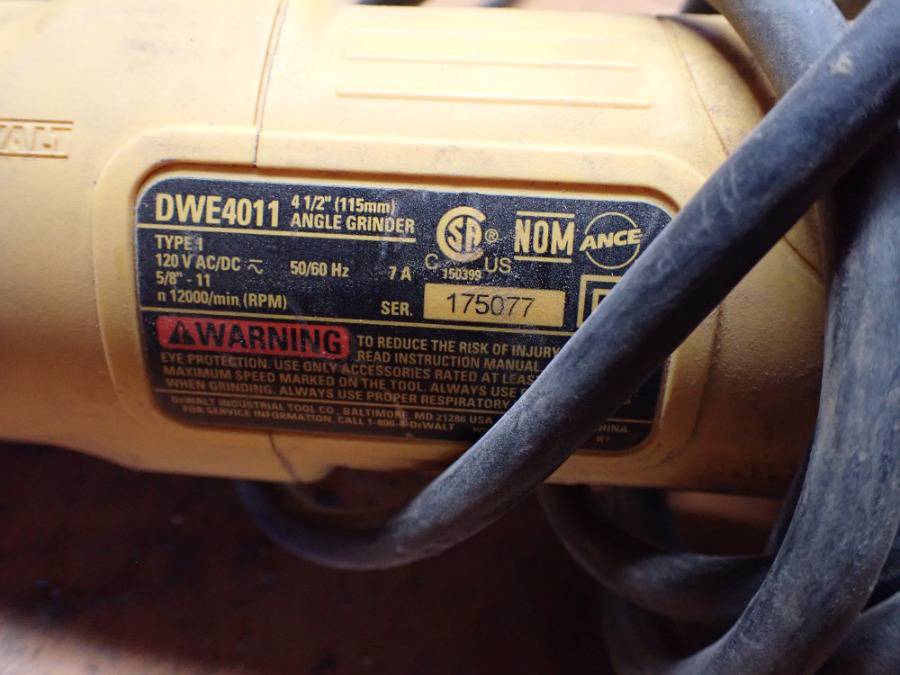 WALT
DWE4011 4 1/2" (115mm)
ANGLE GRINDER
TYPE 1
120 V AC/DC 50/60 Hz 7 A
5/8" - 11
n 12000/min (RPM)
SA ®
C US
150399
NOM
ANCE
SER. 175077
WARNING TO REDUCE THE RISK OF INJURY
READ INSTRUCTION MANUAL
EYE PROTECTION. USE ONLY ACCESSORIES RATED AT LEAST
MAXIMUM SPEED MARKED ON THE TOOL. ALWAYS USE
WHEN GRINDING. ALWAYS USE PROPER RESPIRATORY
DEWALT INDUSTRIAL TOOL CO., BALTIMORE, MD 21286 USA
FOR SERVICE INFORMATION, CALL 1-800-4-DEWALT